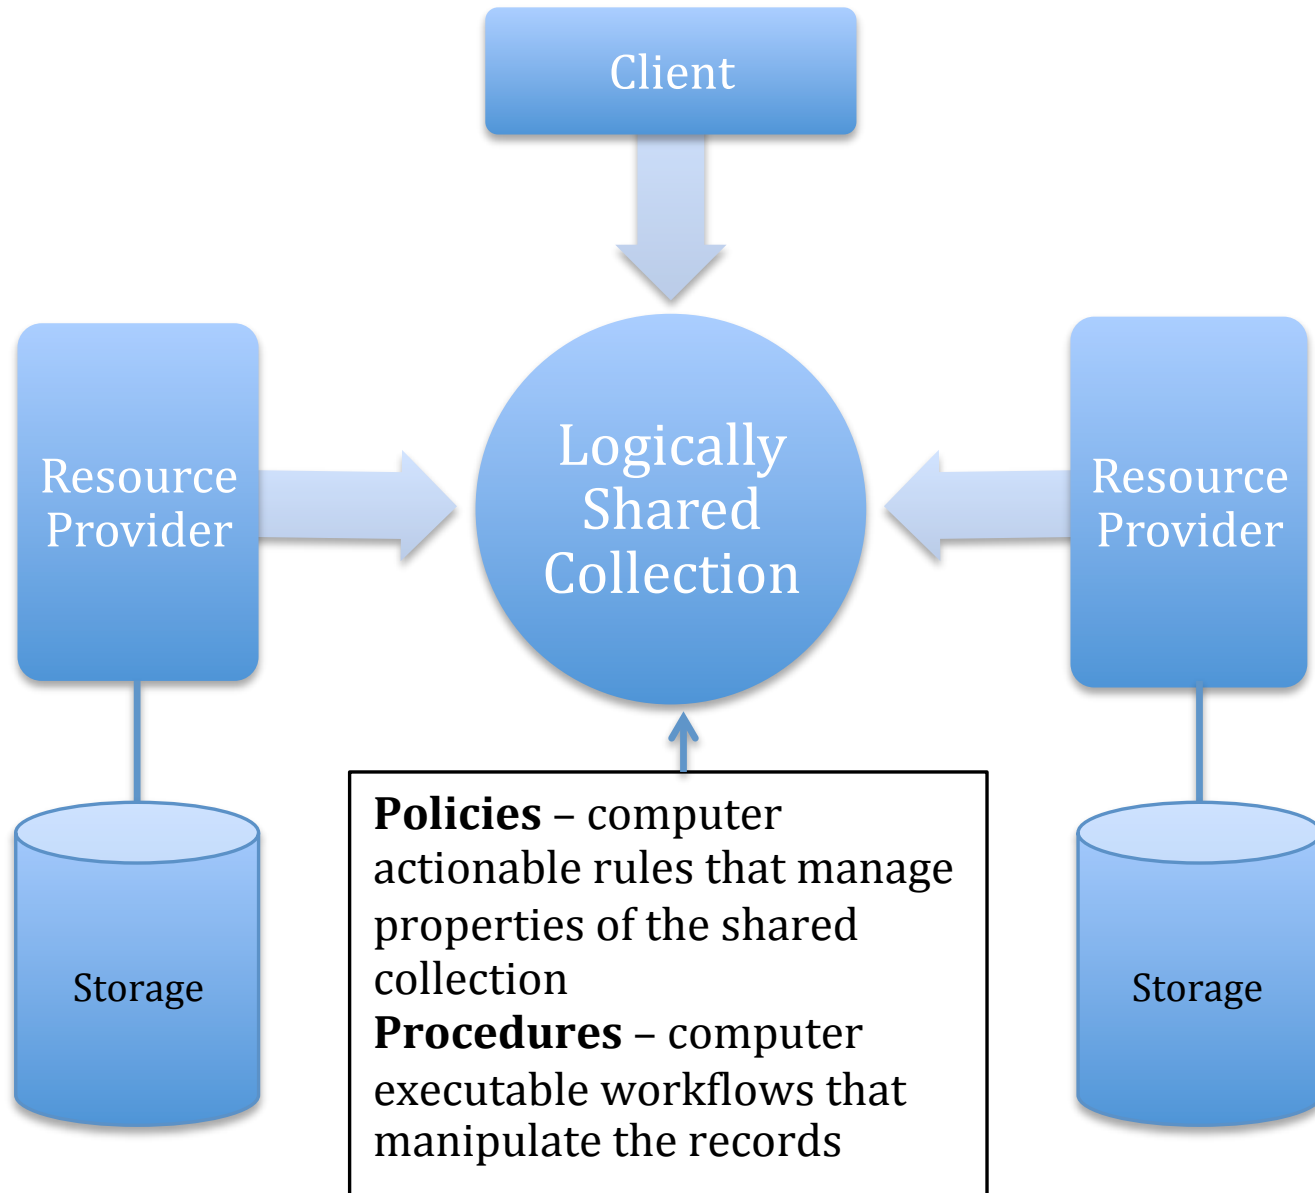 Client
Resource
Provider
Logically
Shared
Collection
Resource
Provider
Storage
Policies – computer
actionable rules that manage
properties of the shared
collection
Procedures – computer
executable workflows that
manipulate the records
Storage